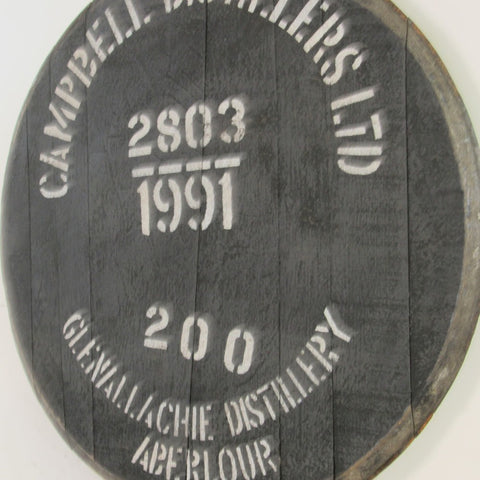 CAMPBELL DISTILLERS LTD
2803
1991
200
GLENALLACHIE DISTILLERY
ABERLOUR